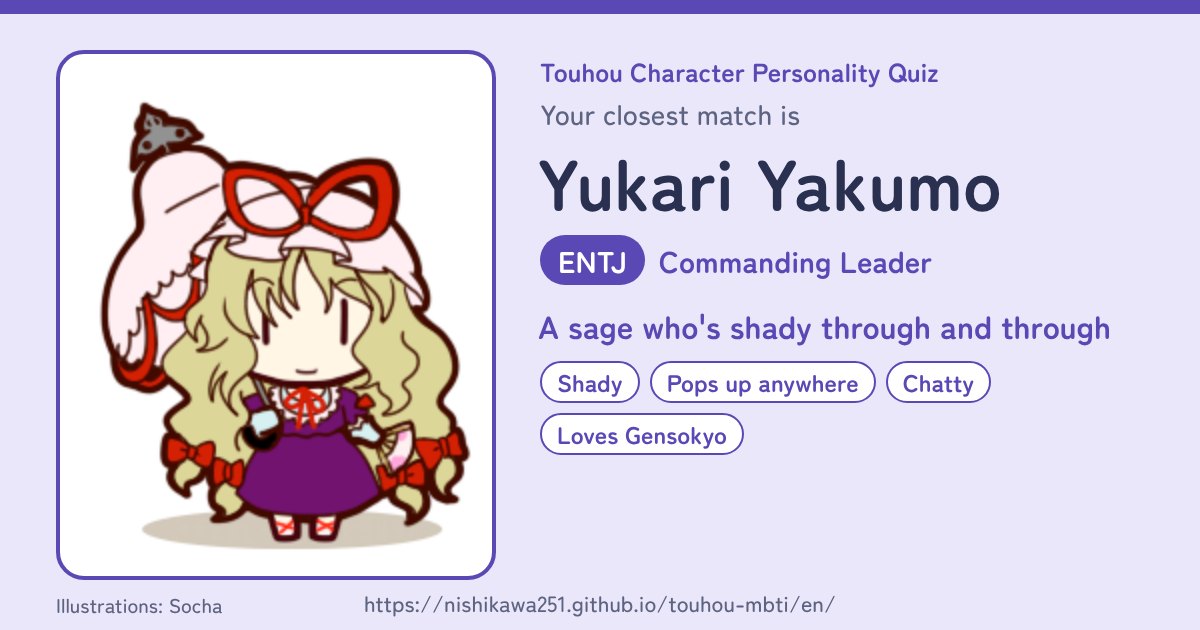 Touhou Character Personality Quiz
Your closest match is
Yukari Yakumo
ENTJ Commanding Leader
A sage who's shady through and through
Shady Pops up anywhere Chatty
Loves Gensokyo
Illustrations: Socha https://nishikawa251.github.io/touhou-mbti/en/